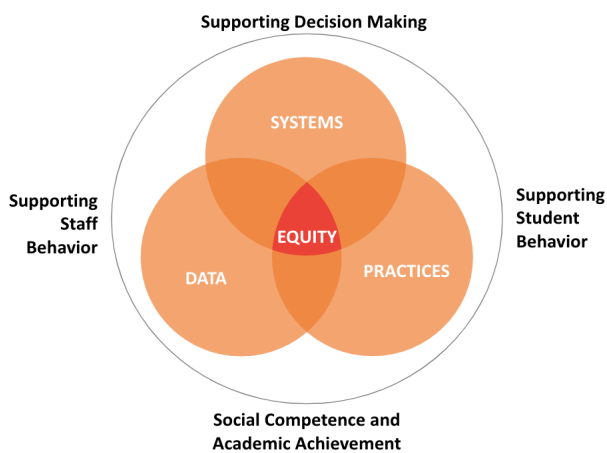 Supporting Decision Making
SYSTEMS
Supporting
Staff
Behavior
Supporting
Student
Behavior
EQUITY
DATA
PRACTICES
Social Competence and
Academic Achievement